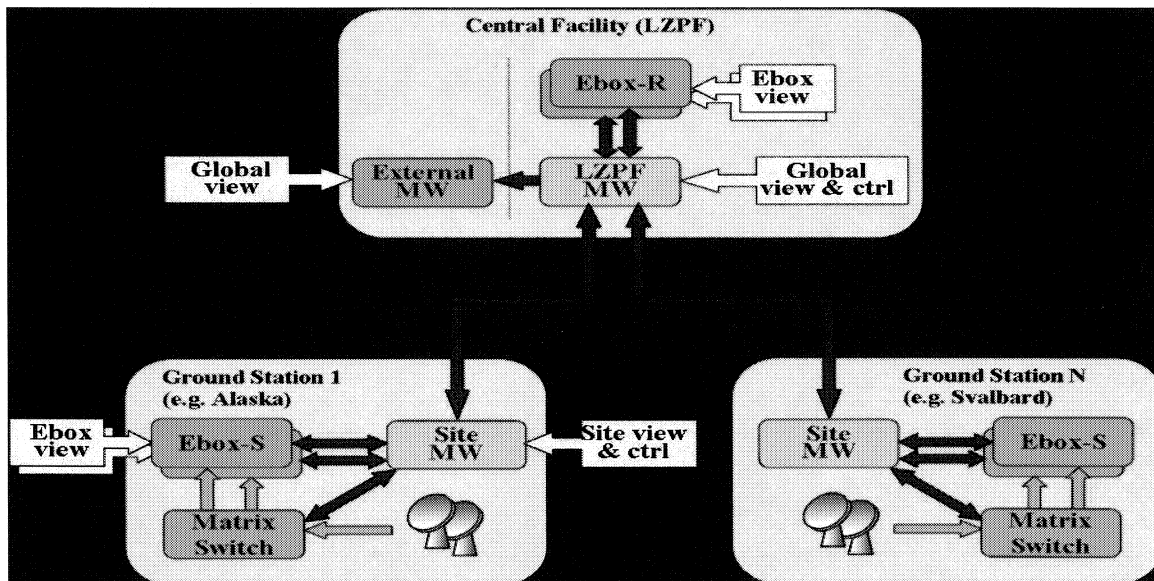 Central Facility (LZPF)
Ebox-R
Ebox
view
Global
view
External
MW
LZPF
MW
Global
view & ctrl
Ground Station 1
(e.g. Alaska)
Ebox
view
Ebox-S
Site
MW
Site view
& ctrl
Matrix
Switch
Ground Station N
(e.g. Svalbard)
Site
MW
Ebox-S
Matrix
Switch